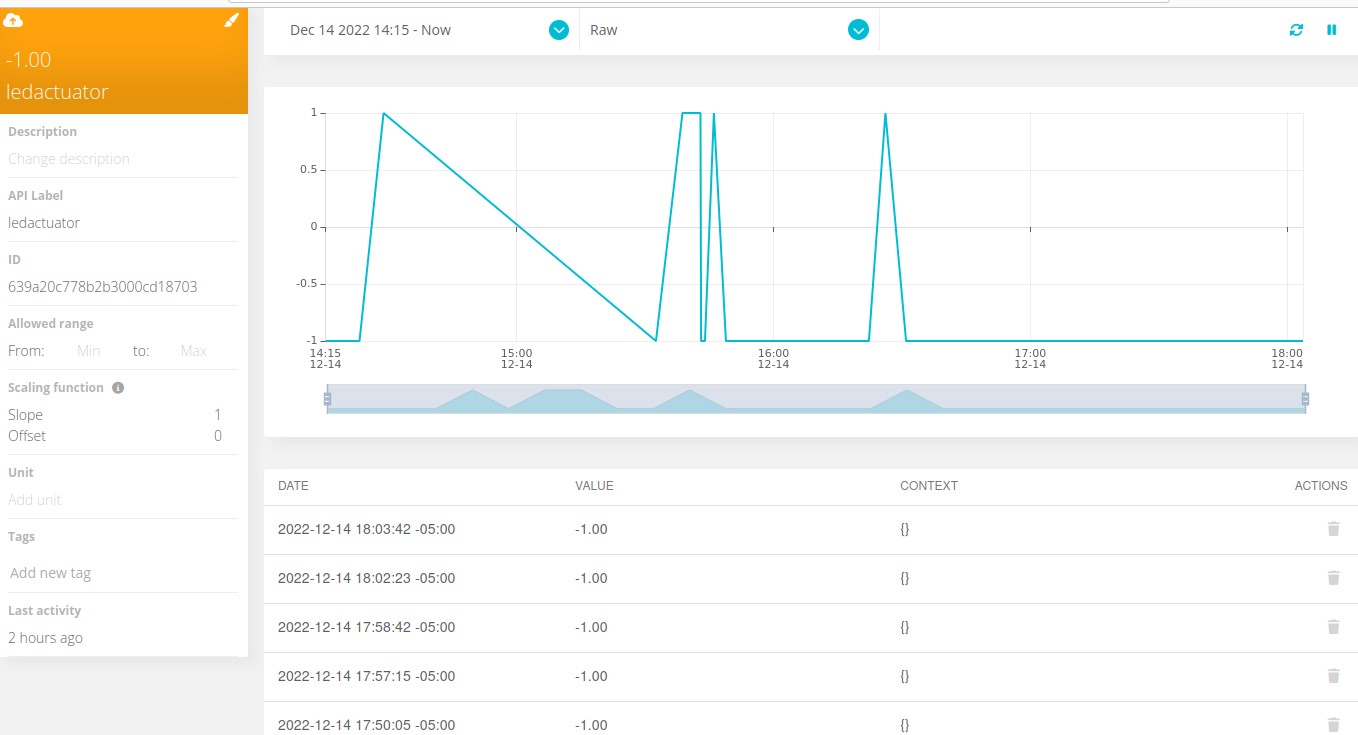 -1.00
ledactuator
Description
Change description
API Label
ledactuator
ID
639a20c778b2b3000cd18703
Allowed range
From: Min to: Max
Scaling function
Slope 1
Offset 0
Unit
Add unit
Tags
Add new tag
Last activity
2 hours ago
Dec 14 2022 14:15 - Now Raw
1
0.5
0
-0.5
-1
14:15 15:00 16:00 17:00 18:00
12-14 12-14 12-14 12-14 12-14
DATE VALUE CONTEXT ACTIONS
2022-12-14 18:03:42 -05:00 -1.00 {}
2022-12-14 18:02:23 -05:00 -1.00 {}
2022-12-14 17:58:42 -05:00 -1.00 {}
2022-12-14 17:57:15 -05:00 -1.00 {}
2022-12-14 17:50:05 -05:00 -1.00 {}